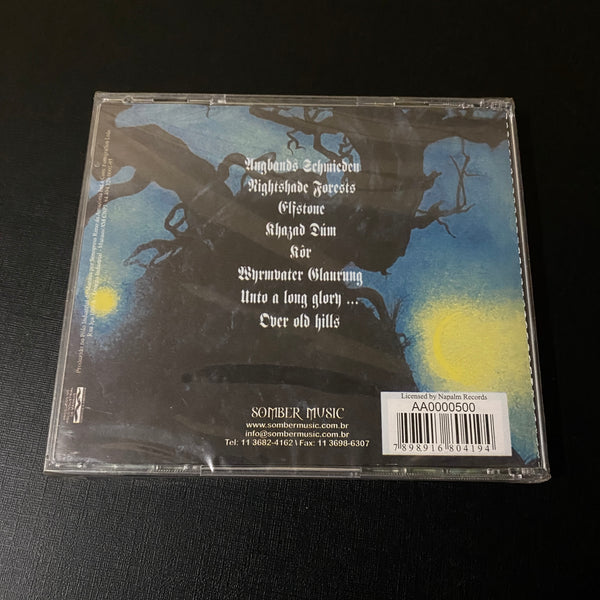 Angbands Schmieden
Nightshade Forests
Elfstone
Khazad Dûm
Kôr
Wyrmvater Glaurung
Unto a long glory ...
Over old hills
SOMBER MUSIC
www.sombermusic.com.br
info@sombermusic.com.br
Tel: 11 3682-4162 \ Fax: 11 3698-6307
Licensed by Napalm Records
AA0000500
7 898916 804194